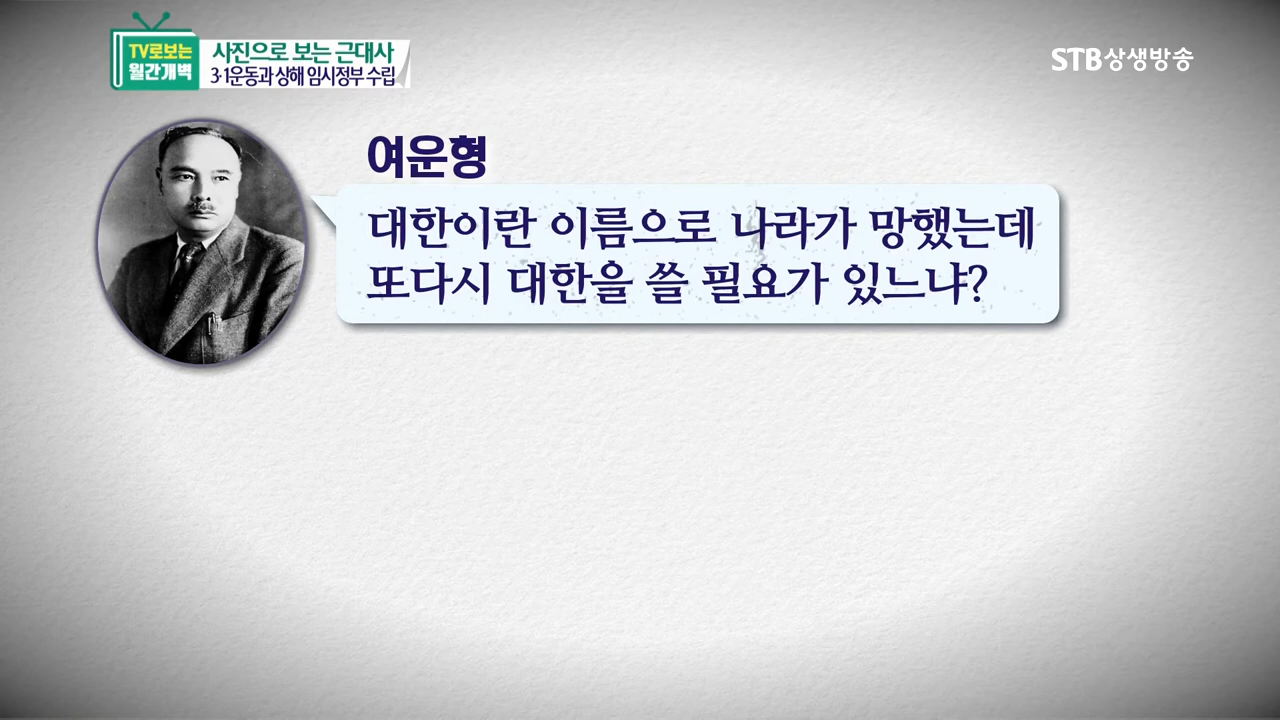 TV로보는
월간개벽
사진으로 보는 근대사
3·1운동과 상해 임시정부 수립
STB상생방송
여운형
대한이란 이름으로 나라가 망했는데
또다시 대한을 쓸 필요가 있느냐?